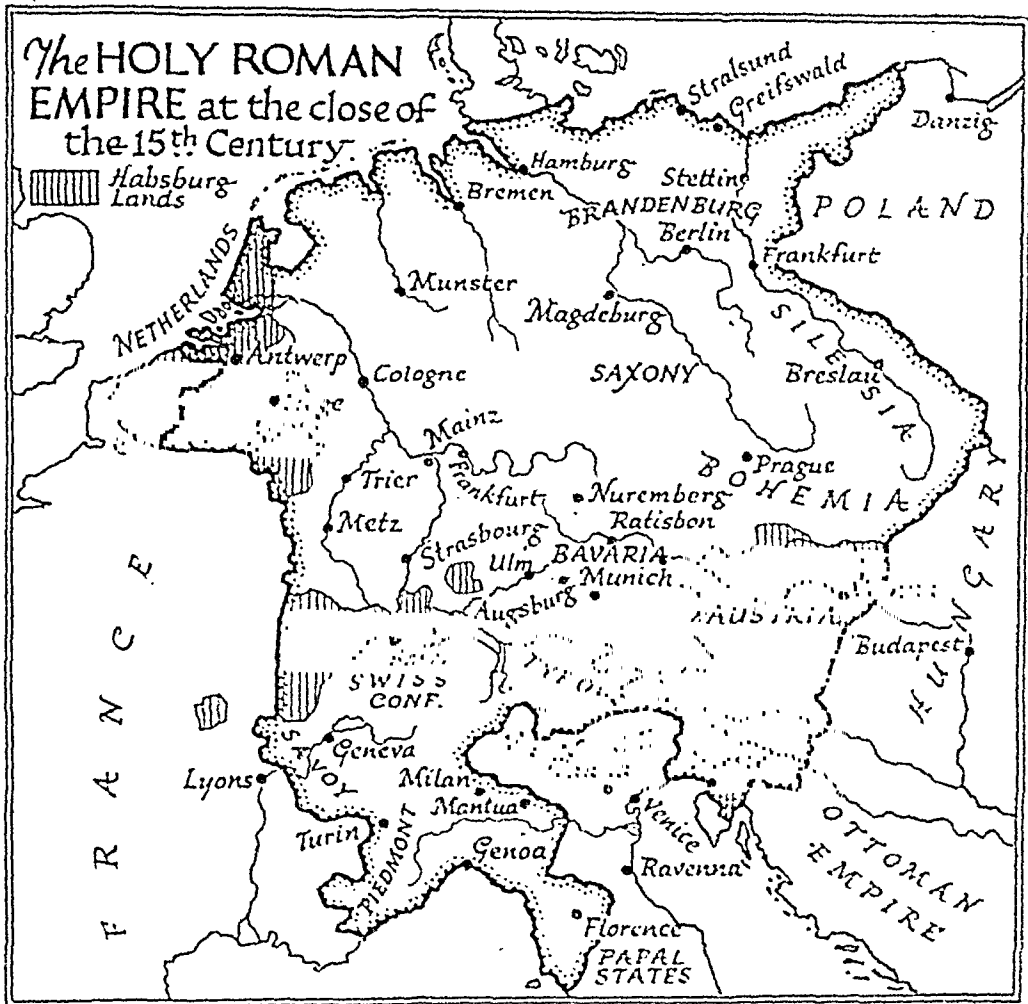 The HOLY ROMAN
EMPIRE at the close of
the 15th Century
Habsburg
Lands
Stralsund
Greifswald
Danzig
Hamburg
Bremen
Stettin
BRANDENBURG
POLAND
Berlin
Frankfurt
NETHERLANDS
Munster
Magdeburg
SILESIA
Antwerp
Cologne
SAXONY
Breslau
Mainz
Frankfurt
Trier
Prague
BOHEMIA
Nuremberg
Ratisbon
Metz
Strasbourg
BAVARIA
Ulm
Munich
Augsburg
AUSTRIA
HUNGARY
Budapest
FRANCE
TYROL
SWISS
CONF.
SAVOY
Geneva
Lyons
Milan
Mantua
Venice
Turin
PIEDMONT
Genoa
Ravenna
OTTOMAN
EMPIRE
Florence
PAPAL
STATES